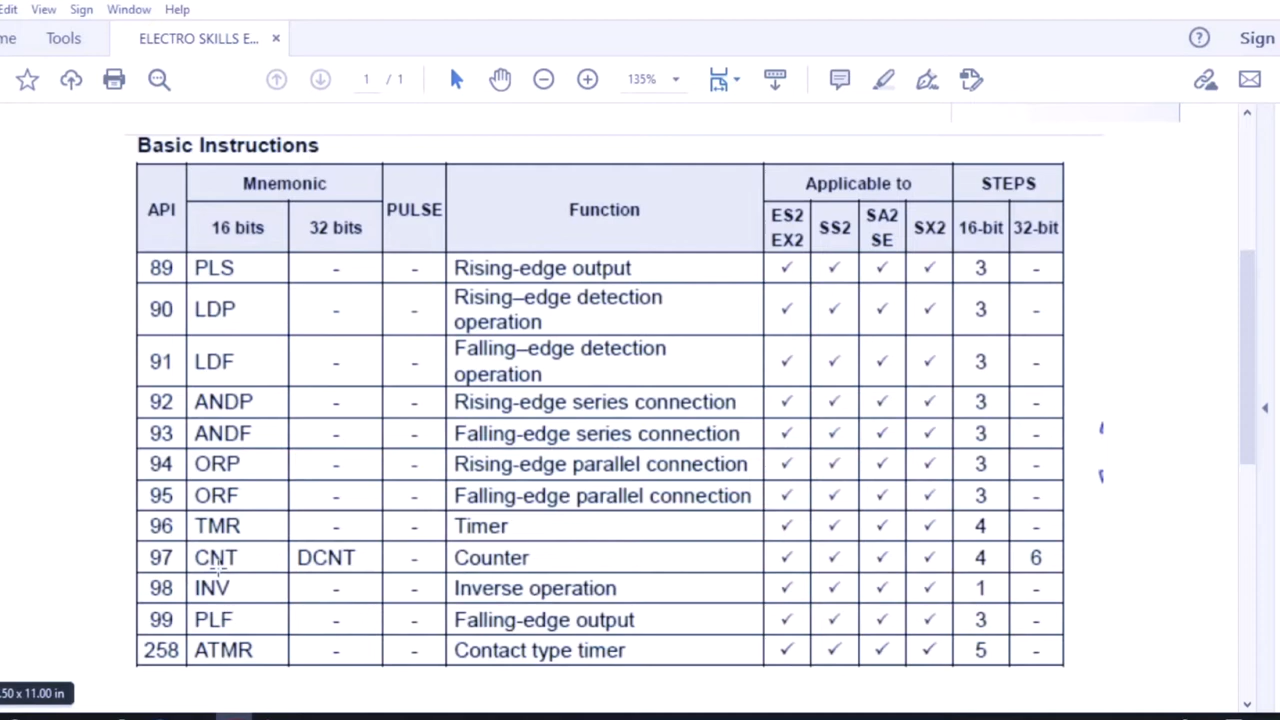 Edit View Sign Window Help
me Tools ELECTRO SKILLS E... × Sign
1 / 1 135%
Basic Instructions
API Mnemonic PULSE Function Applicable to STEPS
16 bits 32 bits ES2 EX2 SS2 SA2 SE SX2 16-bit 32-bit
89 PLS - - Rising-edge output ✓ ✓ ✓ ✓ 3 -
90 LDP - - Rising–edge detection operation ✓ ✓ ✓ ✓ 3 -
91 LDF - - Falling–edge detection operation ✓ ✓ ✓ ✓ 3 -
92 ANDP - - Rising-edge series connection ✓ ✓ ✓ ✓ 3 -
93 ANDF - - Falling-edge series connection ✓ ✓ ✓ ✓ 3 -
94 ORP - - Rising-edge parallel connection ✓ ✓ ✓ ✓ 3 -
95 ORF - - Falling-edge parallel connection ✓ ✓ ✓ ✓ 3 -
96 TMR - - Timer ✓ ✓ ✓ ✓ 4 -
97 CNT DCNT - Counter ✓ ✓ ✓ ✓ 4 6
98 INV - - Inverse operation ✓ ✓ ✓ ✓ 1 -
99 PLF - - Falling-edge output ✓ ✓ ✓ ✓ 3 -
258 ATMR - - Contact type timer ✓ ✓ ✓ ✓ 5 -
.50 x 11.00 in